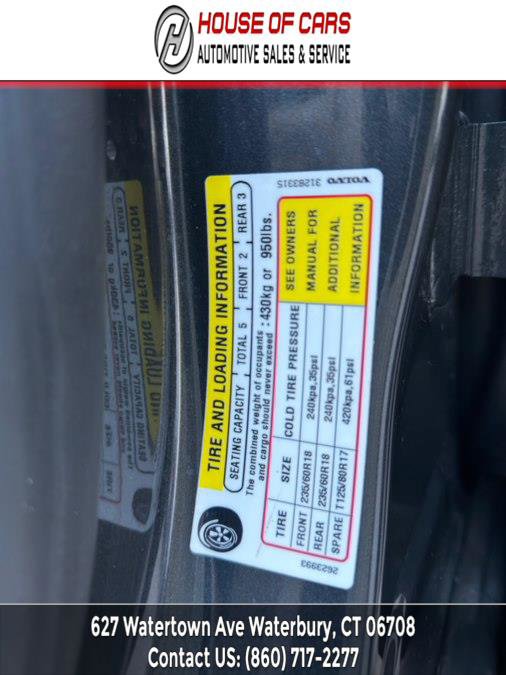 HOUSE OF CARS
AUTOMOTIVE SALES & SERVICE
TIRE AND LOADING INFORMATION
SEATING CAPACITY TOTAL 5 FRONT 2 REAR 3
The combined weight of occupants and cargo should never exceed : 430kg or 950lbs.
TIRE SIZE COLD TIRE PRESSURE SEE OWNERS
FRONT 235/60R18 240kpa,35psi MANUAL FOR
REAR 235/60R18 240kpa,35psi ADDITIONAL
SPARE T125/80R17 420kpa,61psi INFORMATION
2623993
31283315 VOLVO
627 Watertown Ave Waterbury, CT 06708
Contact US: (860) 717-2277